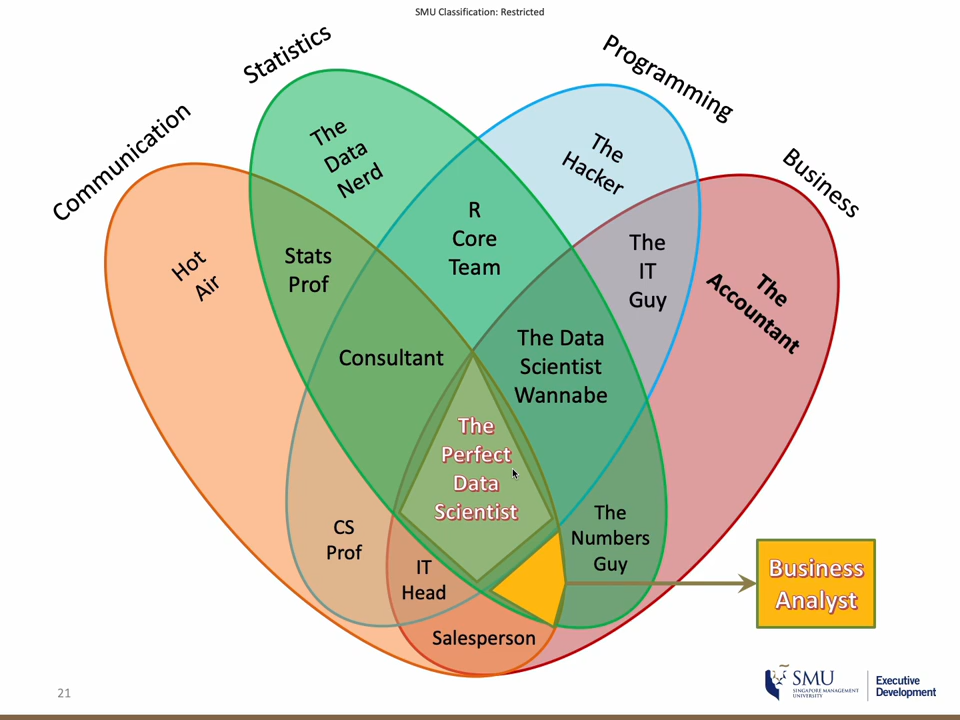 SMU Classification: Restricted
Statistics
Programming
Communication
Business
The
Data
Nerd
The
Hacker
R
Core
Team
Stats
Prof
Hot
Air
The
IT
Guy
The
Accountant
Consultant
The Data
Scientist
Wannabe
The
Perfect
Data
Scientist
CS
Prof
IT
Head
The
Numbers
Guy
Salesperson
Business
Analyst
21
SMU
SINGAPORE MANAGEMENT
UNIVERSITY
Executive
Development